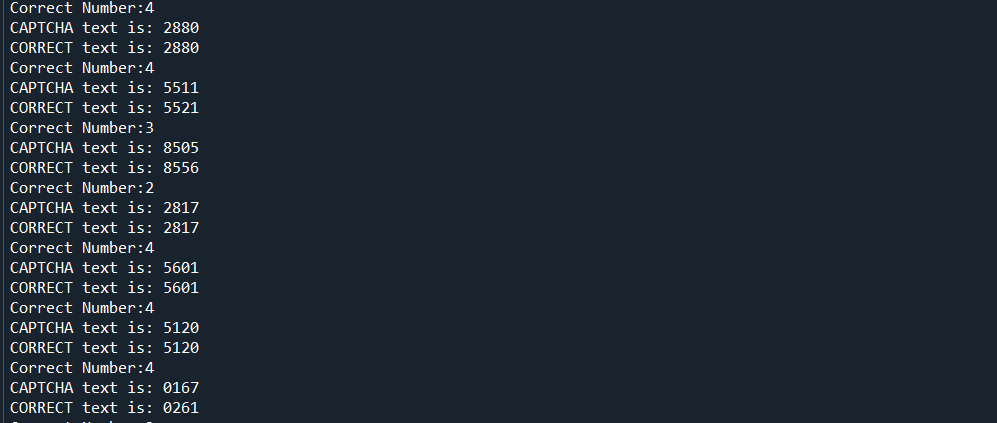 Correct Number:4
CAPTCHA text is: 2880
CORRECT text is: 2880
Correct Number:4
CAPTCHA text is: 5511
CORRECT text is: 5521
Correct Number:3
CAPTCHA text is: 8505
CORRECT text is: 8556
Correct Number:2
CAPTCHA text is: 2817
CORRECT text is: 2817
Correct Number:4
CAPTCHA text is: 5601
CORRECT text is: 5601
Correct Number:4
CAPTCHA text is: 5120
CORRECT text is: 5120
Correct Number:4
CAPTCHA text is: 0167
CORRECT text is: 0261